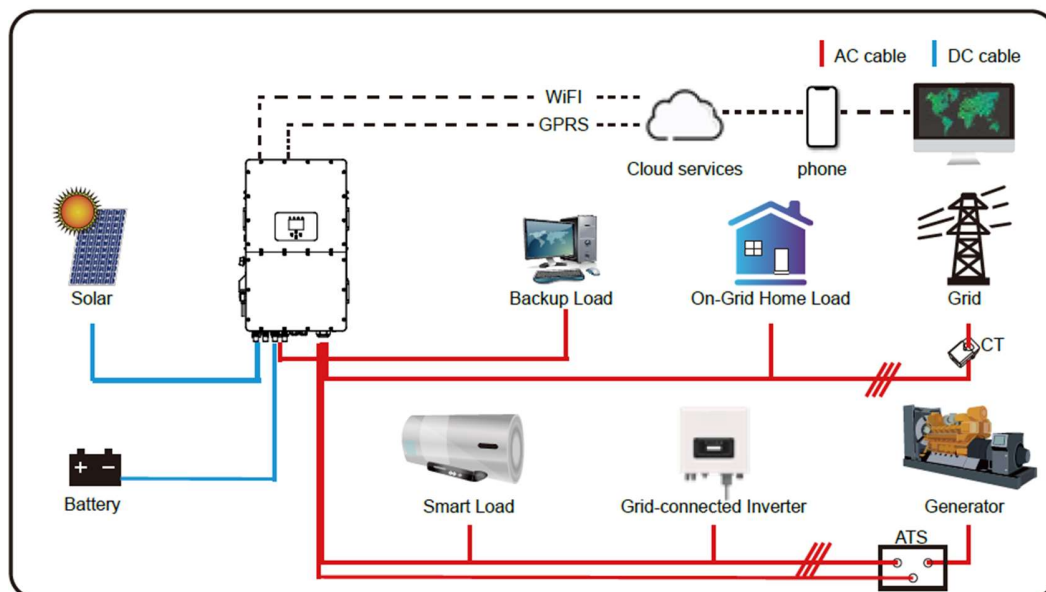 AC cable
DC cable
WiFI
GPRS
Cloud services
phone
Solar
Backup Load
On-Grid Home Load
Grid
CT
Battery
Smart Load
Grid-connected Inverter
Generator
ATS